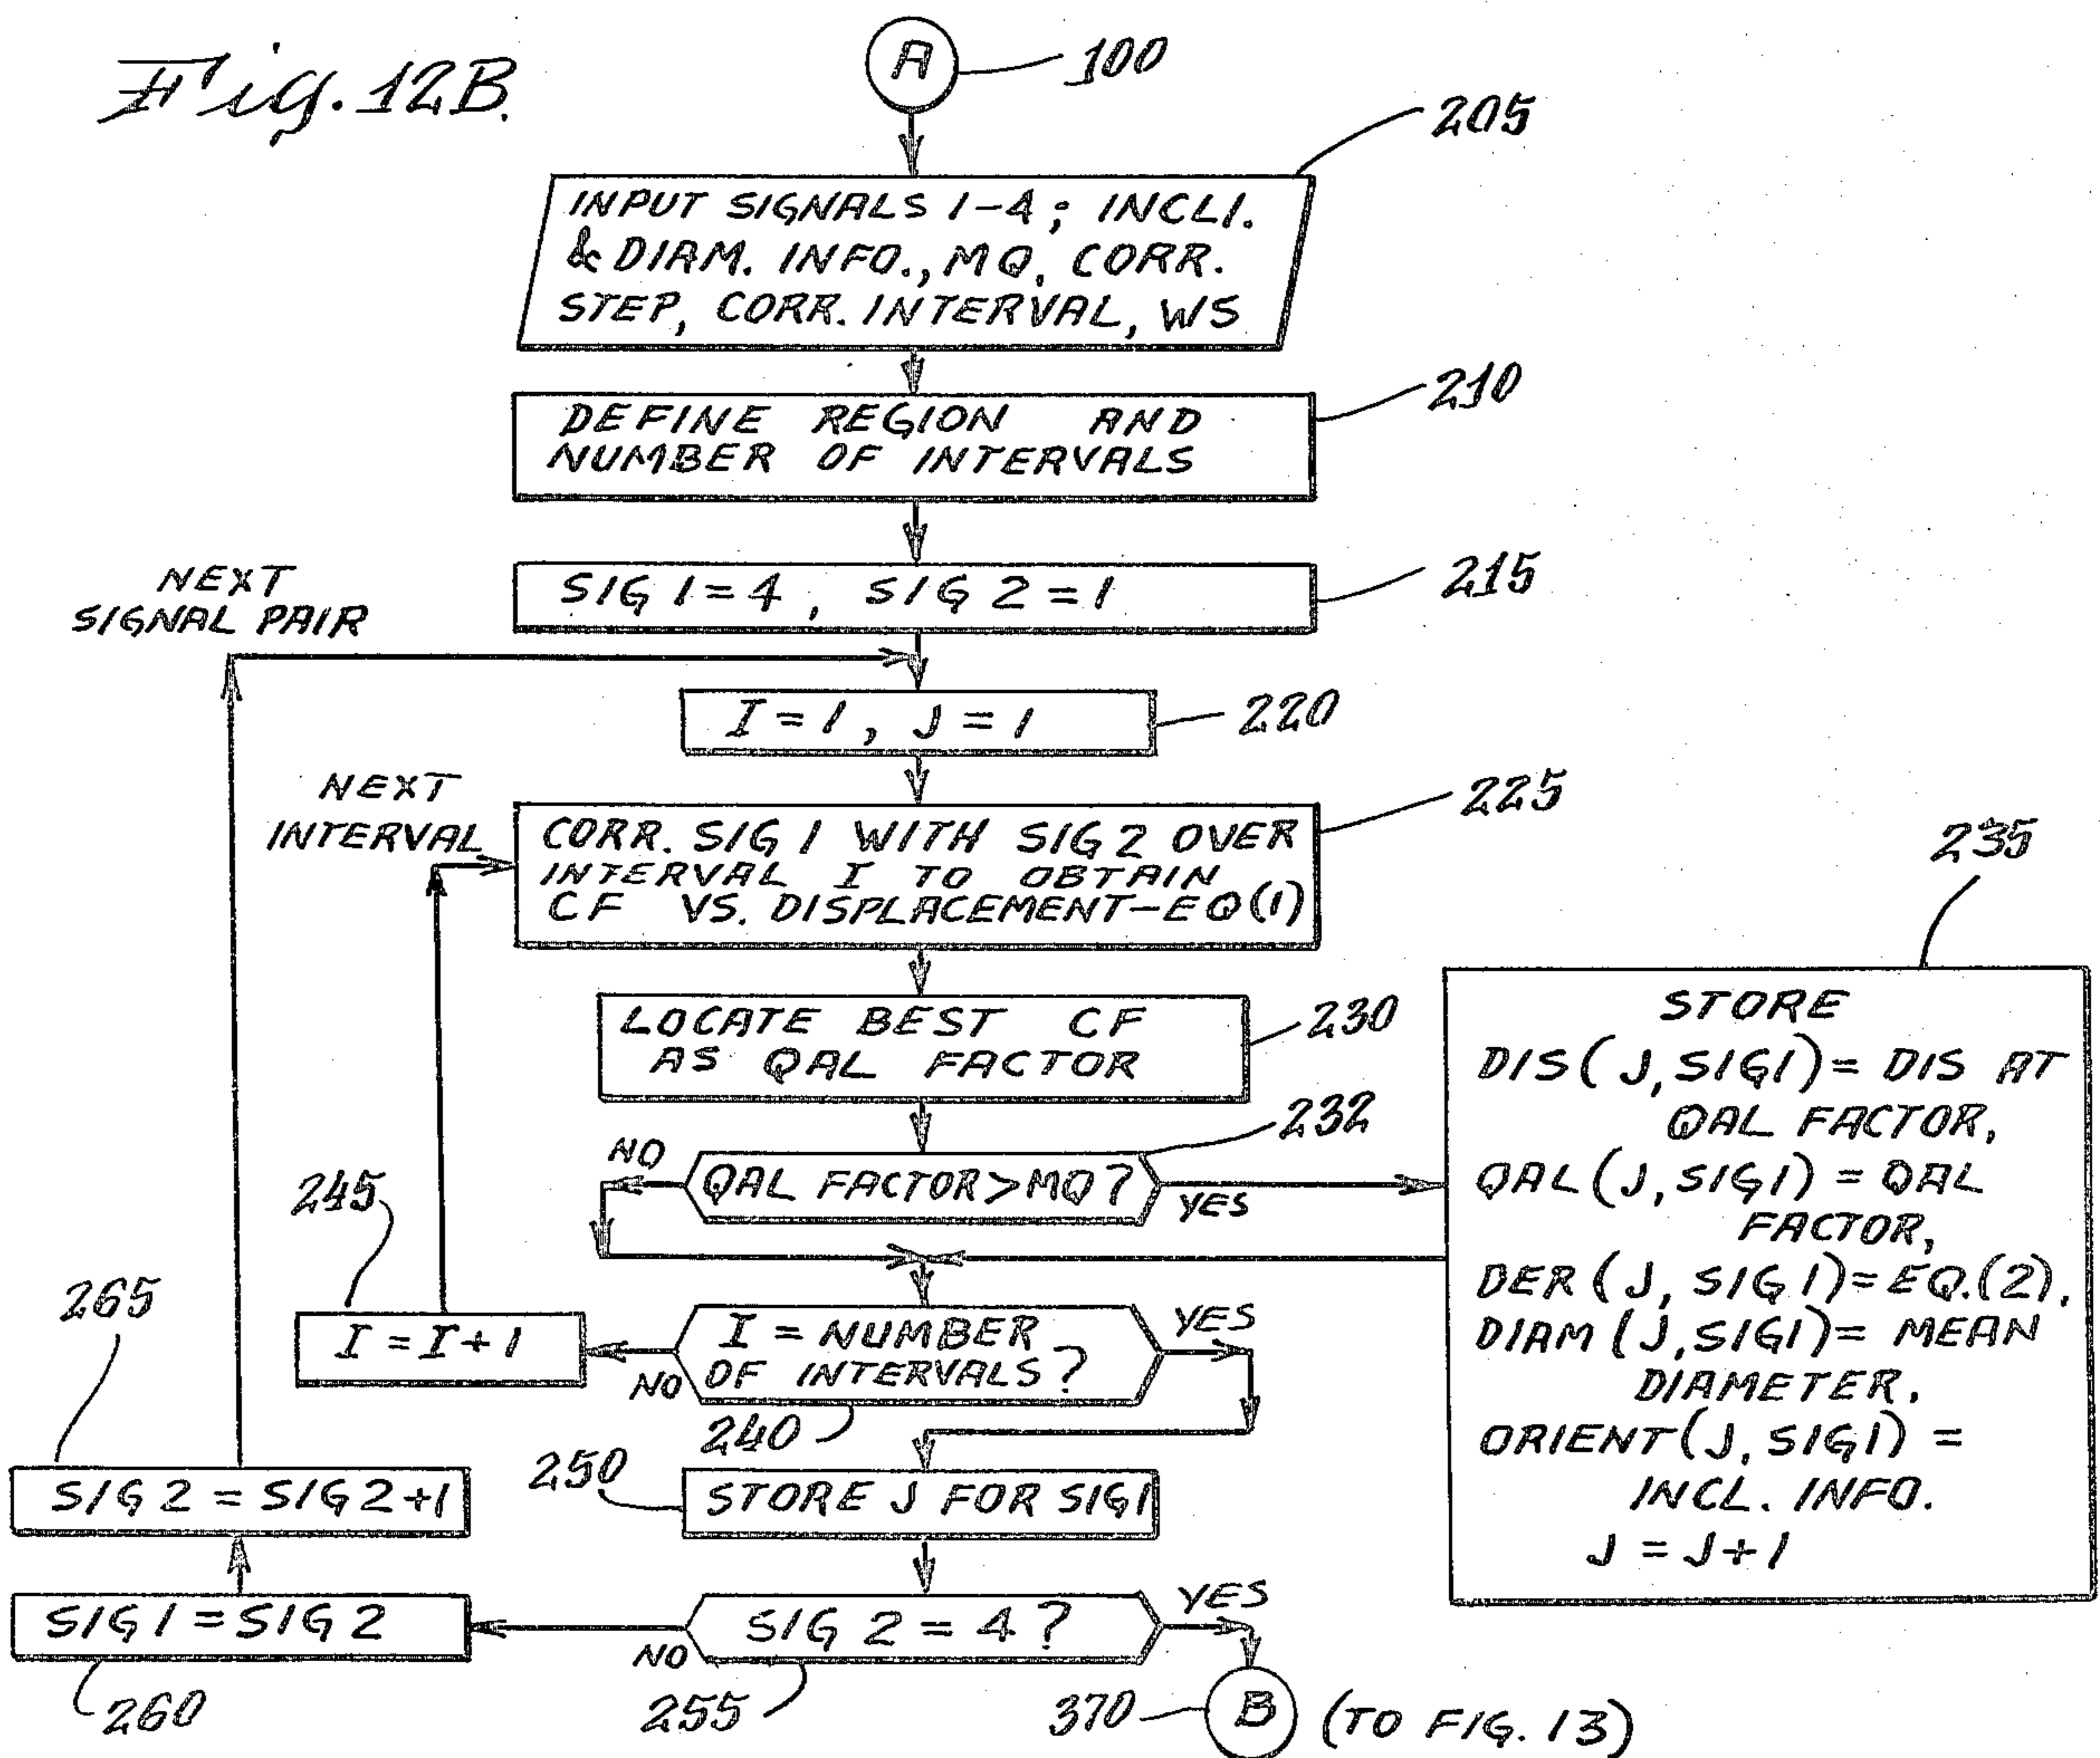 Fig. 12B.
A
100
205
INPUT SIGNALS 1-4; INCLI.
& DIAM. INFO., MQ, CORR.
STEP, CORR. INTERVAL, WS
210
DEFINE REGION AND
NUMBER OF INTERVALS
215
SIG 1 = 4, SIG 2 = 1
NEXT
SIGNAL PAIR
I = 1, J = 1
220
NEXT
INTERVAL
225
CORR. SIG 1 WITH SIG 2 OVER
INTERVAL I TO OBTAIN
CF VS. DISPLACEMENT-EQ(1)
230
LOCATE BEST CF
AS QAL FACTOR
232
NO
QAL FACTOR > MQ?
YES
235
STORE
DIS(J, SIG1) = DIS AT
QAL FACTOR,
QAL(J, SIG1) = QAL
FACTOR,
DER(J, SIG1) = EQ.(2),
DIAM(J, SIG1) = MEAN
DIAMETER,
ORIENT(J, SIG1) =
INCL. INFO.
J = J+1
245
I = I+1
NO
I = NUMBER
OF INTERVALS?
YES
240
265
SIG 2 = SIG 2+1
250
STORE J FOR SIG1
SIG 1 = SIG 2
260
NO
SIG 2 = 4?
YES
255
370
B
(TO FIG. 13)